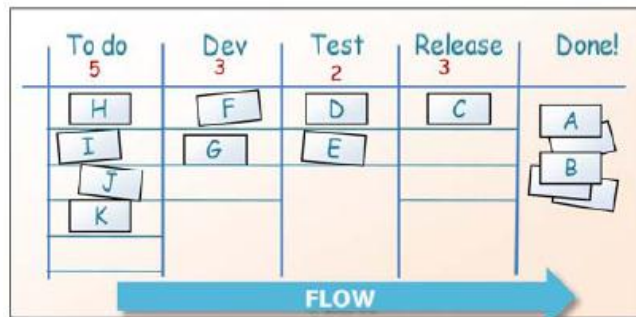 To do Dev Test Release Done!
5 3 2 3
H F D C A
I G E B
J
K
FLOW